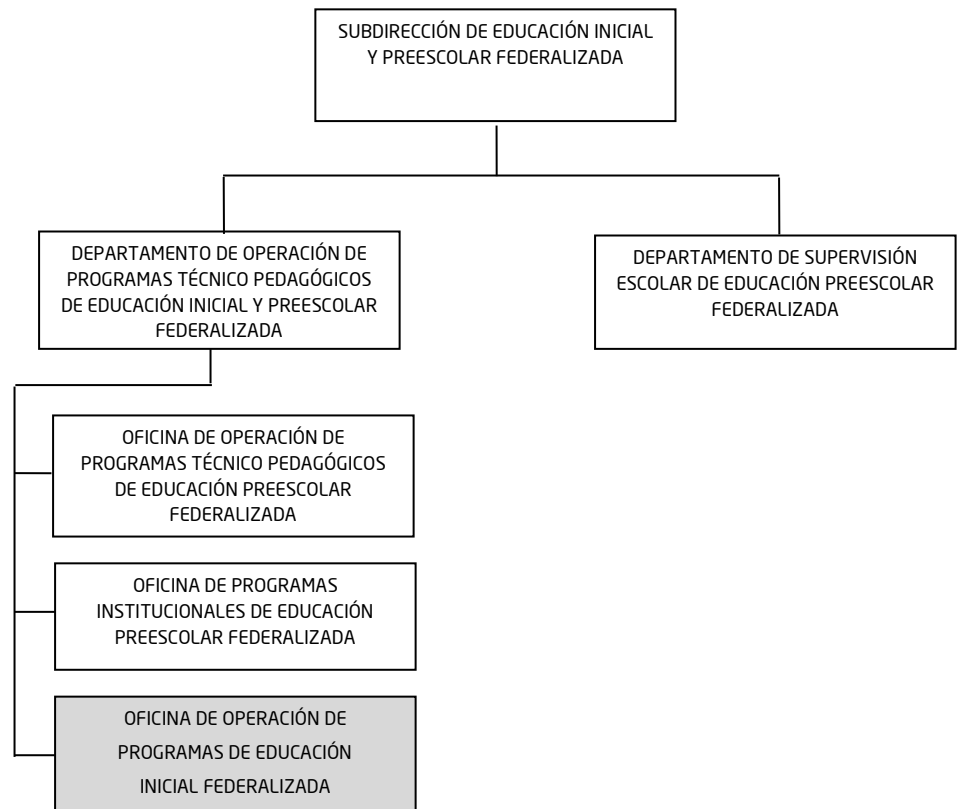 SUBDIRECCIÓN DE EDUCACIÓN INICIAL
Y PREESCOLAR FEDERALIZADA
DEPARTAMENTO DE OPERACIÓN DE
PROGRAMAS TÉCNICO PEDAGÓGICOS
DE EDUCACIÓN INICIAL Y PREESCOLAR
FEDERALIZADA
DEPARTAMENTO DE SUPERVISIÓN
ESCOLAR DE EDUCACIÓN PREESCOLAR
FEDERALIZADA
OFICINA DE OPERACIÓN DE
PROGRAMAS TÉCNICO PEDAGÓGICOS
DE EDUCACIÓN PREESCOLAR
FEDERALIZADA
OFICINA DE PROGRAMAS
INSTITUCIONALES DE EDUCACIÓN
PREESCOLAR FEDERALIZADA
OFICINA DE OPERACIÓN DE
PROGRAMAS DE EDUCACIÓN
INICIAL FEDERALIZADA